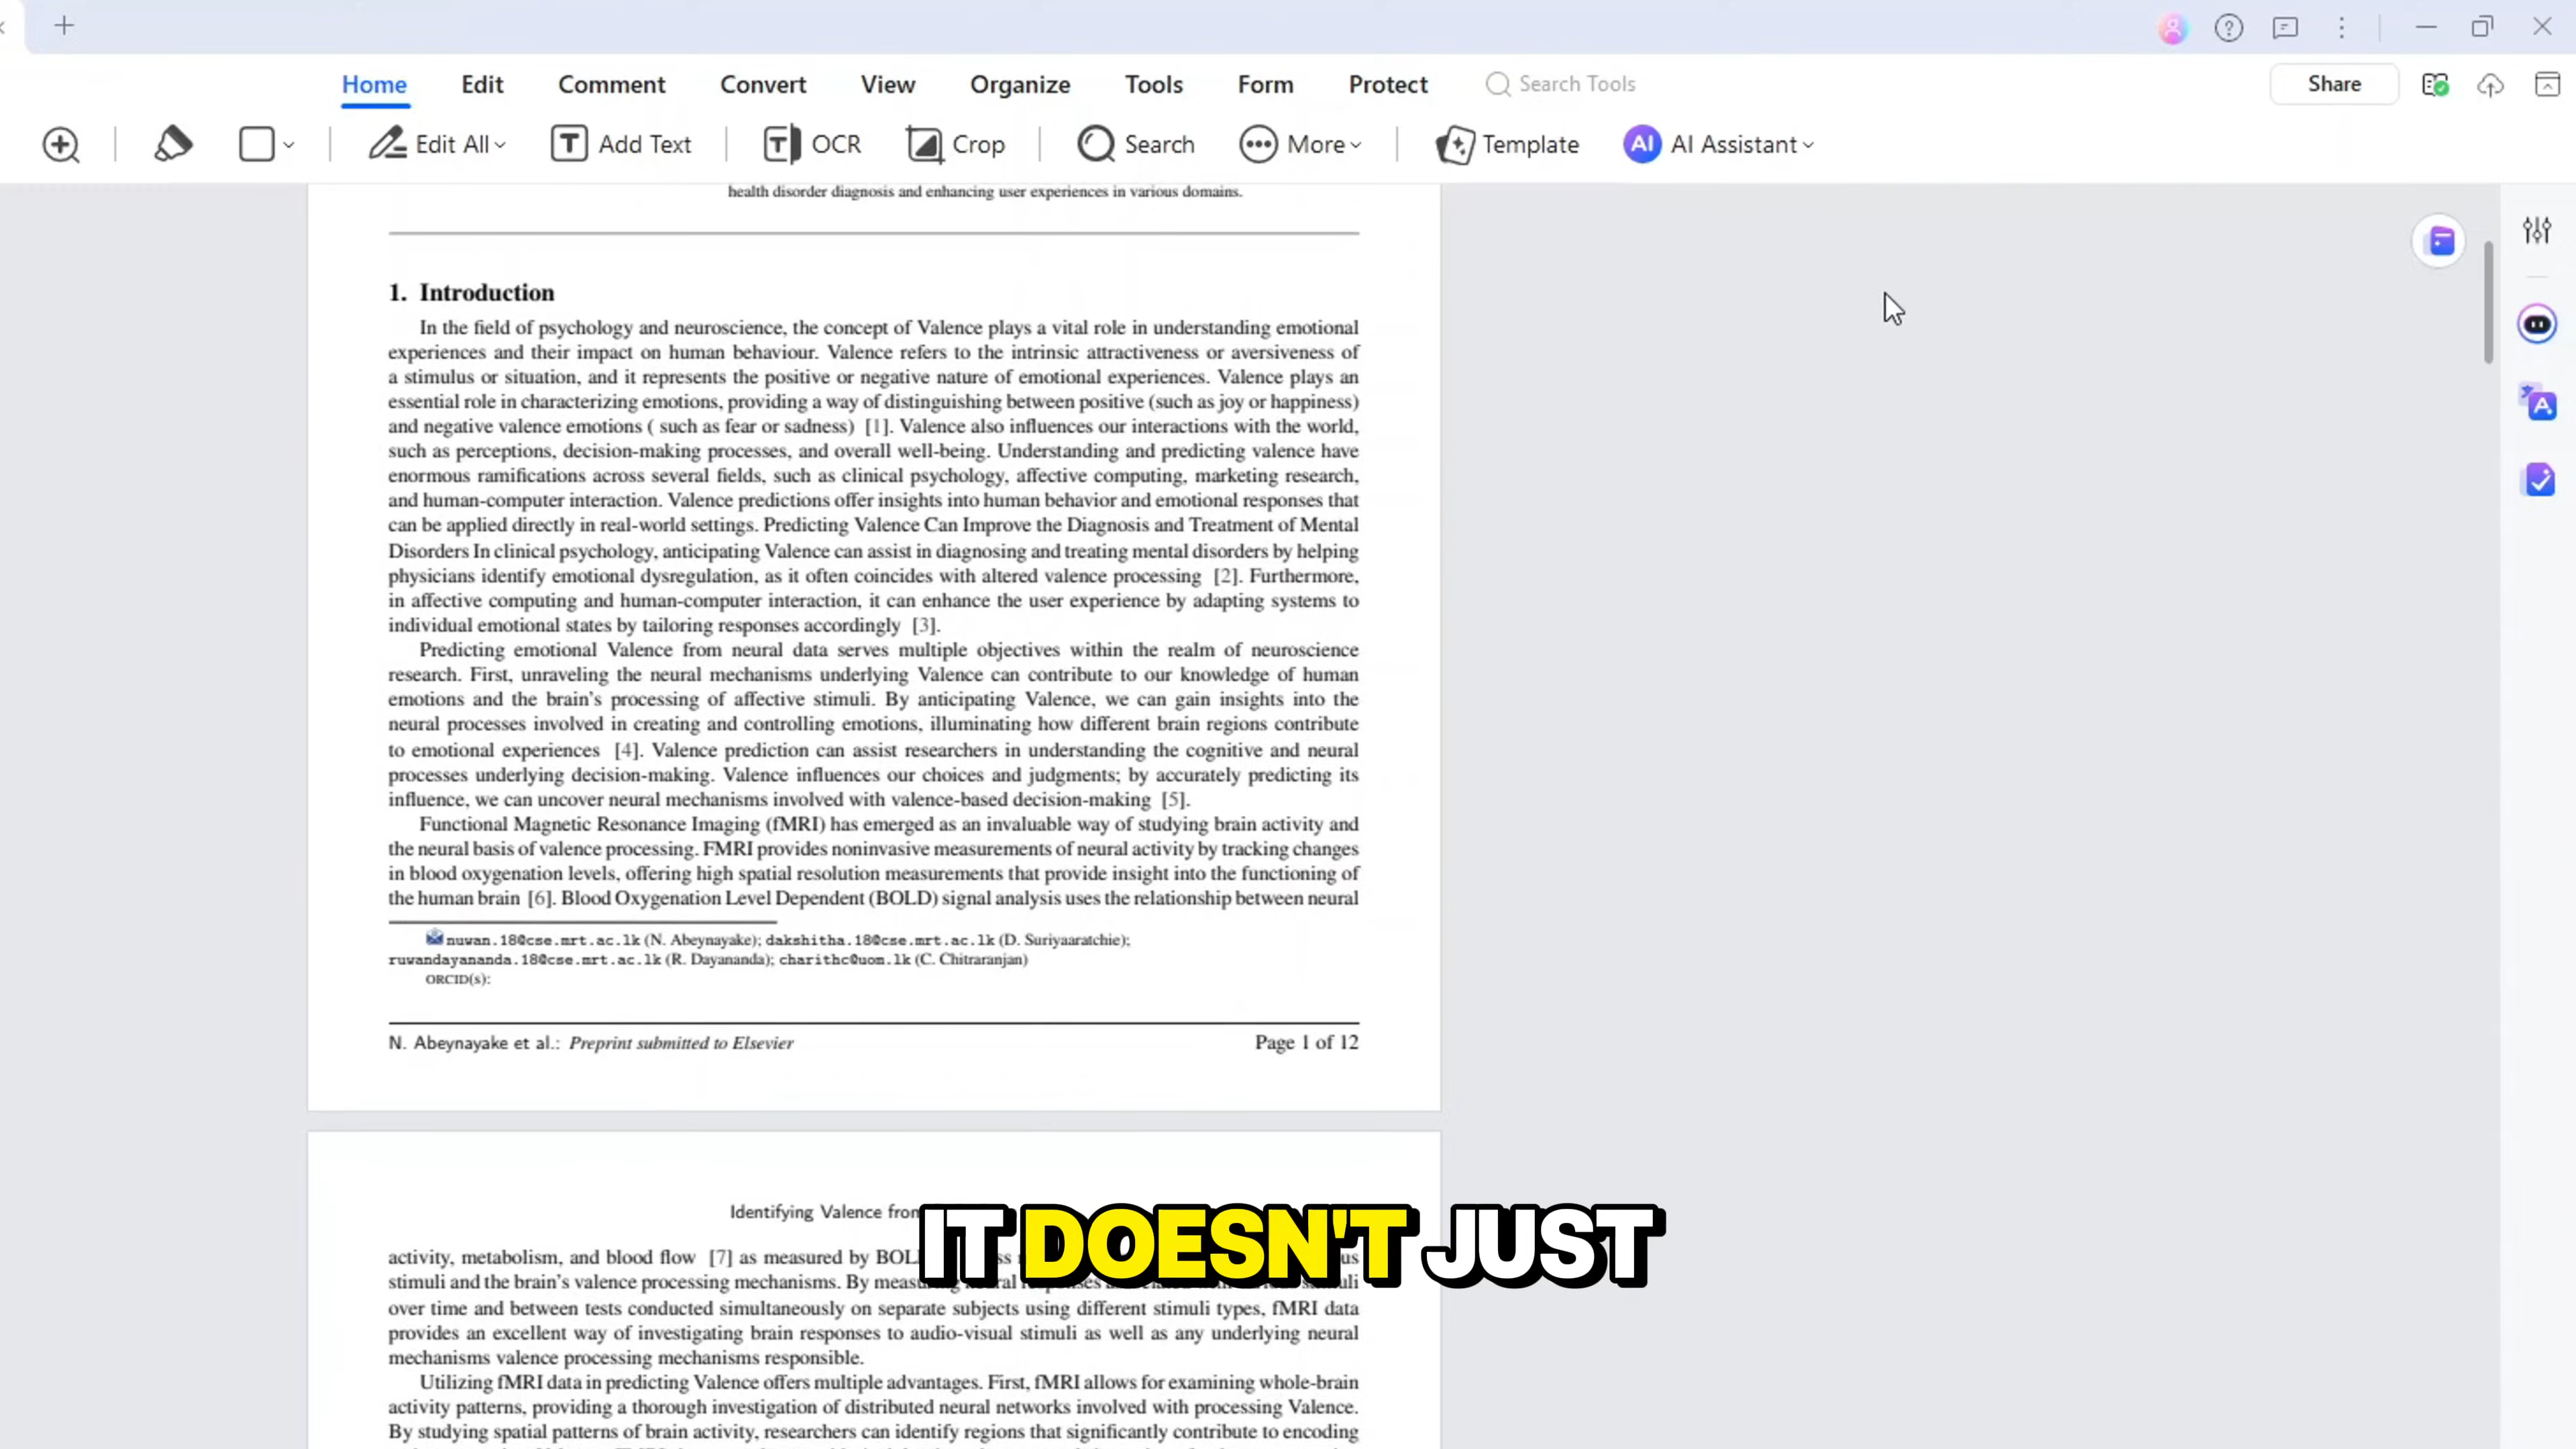 Home Edit Comment Convert View Organize Tools Form Protect Search Tools Share
Edit All Add Text OCR Crop Search More Template AI AI Assistant
health disorder diagnosis and enhancing user experiences in various domains.
1. Introduction
In the field of psychology and neuroscience, the concept of Valence plays a vital role in understanding emotional
experiences and their impact on human behaviour. Valence refers to the intrinsic attractiveness or aversiveness of
a stimulus or situation, and it represents the positive or negative nature of emotional experiences. Valence plays an
essential role in characterizing emotions, providing a way of distinguishing between positive (such as joy or happiness)
and negative valence emotions ( such as fear or sadness) [1]. Valence also influences our interactions with the world,
such as perceptions, decision-making processes, and overall well-being. Understanding and predicting valence have
enormous ramifications across several fields, such as clinical psychology, affective computing, marketing research,
and human-computer interaction. Valence predictions offer insights into human behavior and emotional responses that
can be applied directly in real-world settings. Predicting Valence Can Improve the Diagnosis and Treatment of Mental
Disorders In clinical psychology, anticipating Valence can assist in diagnosing and treating mental disorders by helping
physicians identify emotional dysregulation, as it often coincides with altered valence processing [2]. Furthermore,
in affective computing and human-computer interaction, it can enhance the user experience by adapting systems to
individual emotional states by tailoring responses accordingly [3].
Predicting emotional Valence from neural data serves multiple objectives within the realm of neuroscience
research. First, unraveling the neural mechanisms underlying Valence can contribute to our knowledge of human
emotions and the brain's processing of affective stimuli. By anticipating Valence, we can gain insights into the
neural processes involved in creating and controlling emotions, illuminating how different brain regions contribute
to emotional experiences [4]. Valence prediction can assist researchers in understanding the cognitive and neural
processes underlying decision-making. Valence influences our choices and judgments; by accurately predicting its
influence, we can uncover neural mechanisms involved with valence-based decision-making [5].
Functional Magnetic Resonance Imaging (fMRI) has emerged as an invaluable way of studying brain activity and
the neural basis of valence processing. FMRI provides noninvasive measurements of neural activity by tracking changes
in blood oxygenation levels, offering high spatial resolution measurements that provide insight into the functioning of
the human brain [6]. Blood Oxygenation Level Dependent (BOLD) signal analysis uses the relationship between neural
nuwan.18@cse.mrt.ac.lk (N. Abeynayake); dakshitha.18@cse.mrt.ac.lk (D. Suriyaaratchie);
ruwandayananda.18@cse.mrt.ac.lk (R. Dayananda); charithc@uom.lk (C. Chitraranjan)
ORCID(s):
N. Abeynayake et al.: Preprint submitted to Elsevier Page 1 of 12
Identifying Valence from
IT DOESN'T JUST
activity, metabolism, and blood flow [7] as measured by BOL
stimuli and the brain's valence processing mechanisms. By
over time and between tests conducted simultaneously on separate subjects using different stimuli types, fMRI data
provides an excellent way of investigating brain responses to audio-visual stimuli as well as any underlying neural
mechanisms valence processing mechanisms responsible.
Utilizing fMRI data in predicting Valence offers multiple advantages. First, fMRI allows for examining whole-brain
activity patterns, providing a thorough investigation of distributed neural networks involved with processing Valence.
By studying spatial patterns of brain activity, researchers can identify regions that significantly contribute to encoding